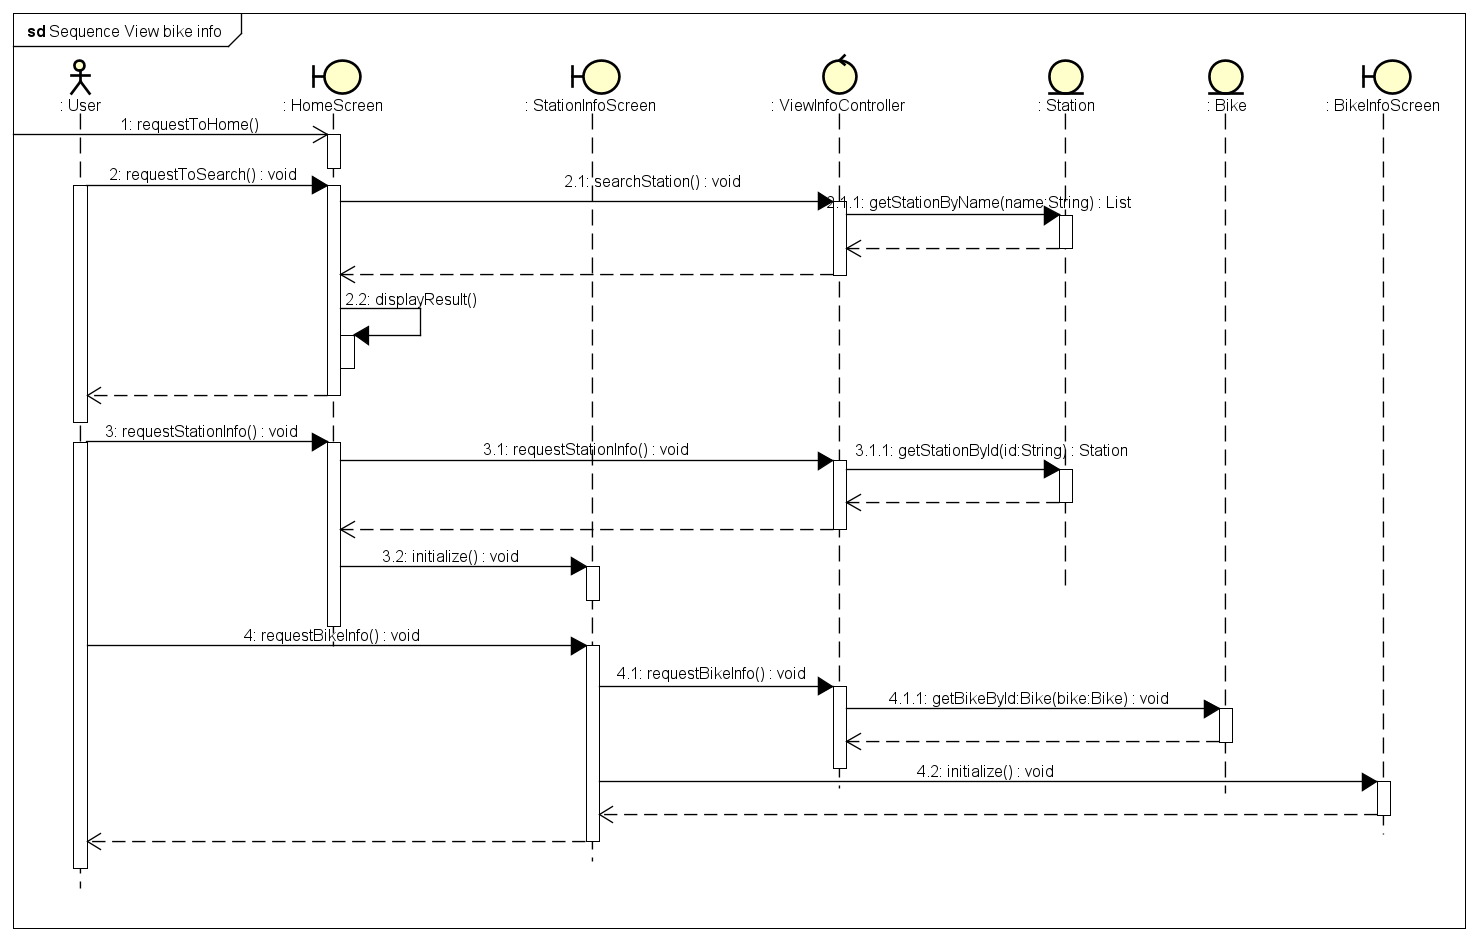 sd Sequence View bike info
: User
: HomeScreen
: StationInfoScreen
: ViewInfoController
: Station
: Bike
: BikeInfoScreen
1: requestToHome()
2: requestToSearch() : void
2.1: searchStation() : void
2.1.1: getStationByName(name:String) : List
2.2: displayResult()
3: requestStationInfo() : void
3.1: requestStationInfo() : void
3.1.1: getStationById(id:String) : Station
3.2: initialize() : void
4: requestBikeInfo() : void
4.1: requestBikeInfo() : void
4.1.1: getBikeById:Bike(bike:Bike) : void
4.2: initialize() : void